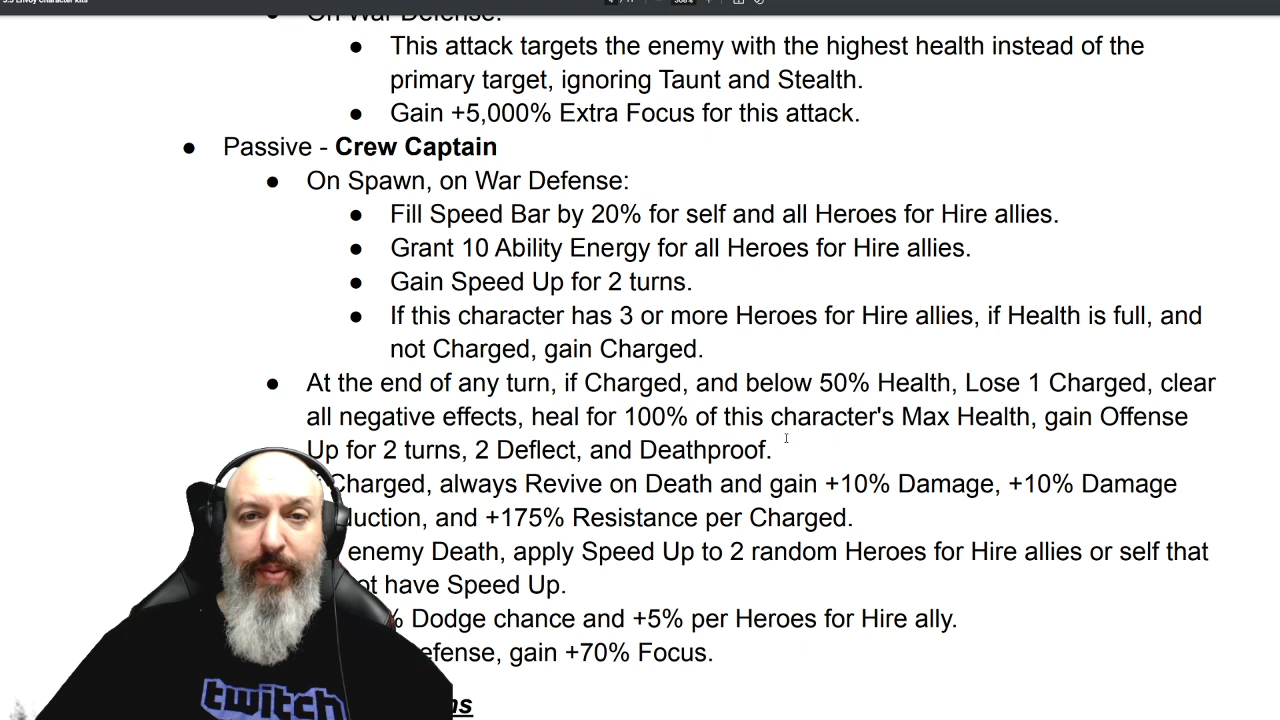 3.5 Envoy Character Kits
On War Defense:
● This attack targets the enemy with the highest health instead of the
primary target, ignoring Taunt and Stealth.
● Gain +5,000% Extra Focus for this attack.
● Passive - Crew Captain
● On Spawn, on War Defense:
● Fill Speed Bar by 20% for self and all Heroes for Hire allies.
● Grant 10 Ability Energy for all Heroes for Hire allies.
● Gain Speed Up for 2 turns.
● If this character has 3 or more Heroes for Hire allies, if Health is full, and
not Charged, gain Charged.
● At the end of any turn, if Charged, and below 50% Health, Lose 1 Charged, clear
all negative effects, heal for 100% of this character's Max Health, gain Offense
Up for 2 turns, 2 Deflect, and Deathproof.
Charged, always Revive on Death and gain +10% Damage, +10% Damage
duction, and +175% Resistance per Charged.
enemy Death, apply Speed Up to 2 random Heroes for Hire allies or self that
ot have Speed Up.
% Dodge chance and +5% per Heroes for Hire ally.
efense, gain +70% Focus.
ns
twitch